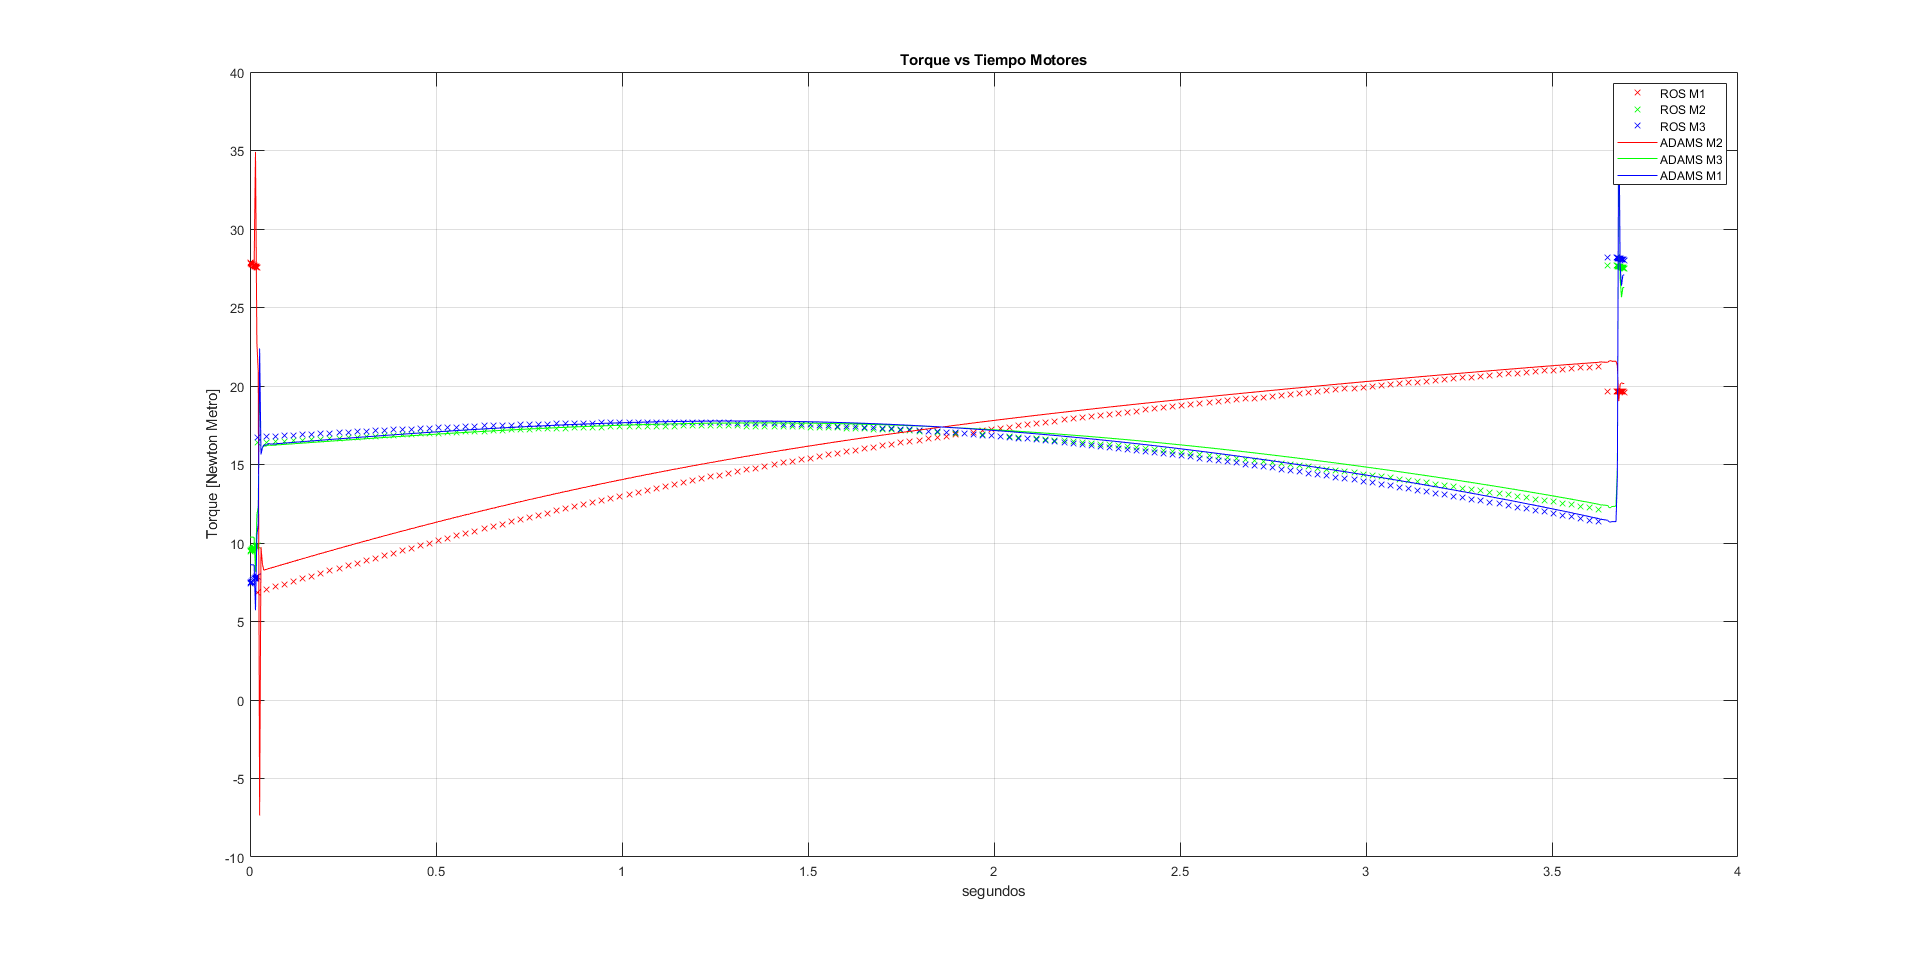 Torque vs Tiempo Motores
40
35
30
25
20
15
10
5
0
-5
-10
Torque [Newton Metro]
0
0.5
1
1.5
2
2.5
3
3.5
4
segundos
ROS M1
ROS M2
ROS M3
ADAMS M2
ADAMS M3
ADAMS M1